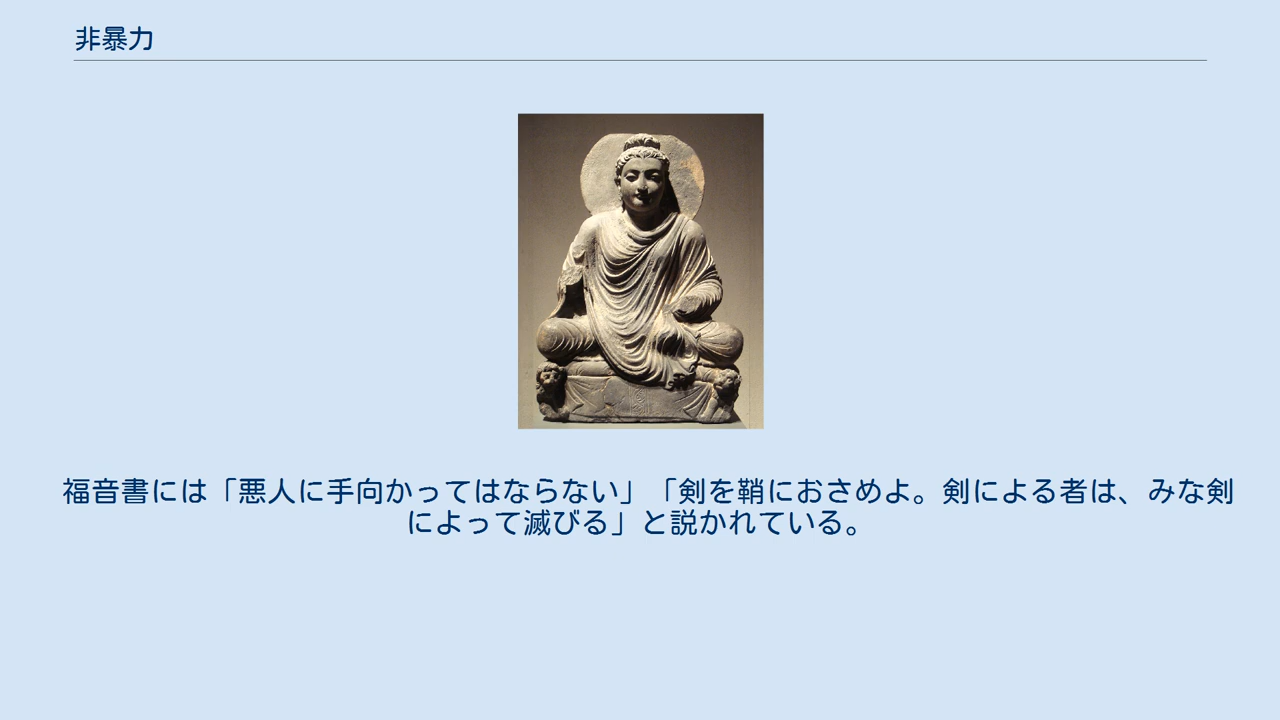 非暴力
福音書には「悪人に手向かってはならない」「剣を鞘におさめよ。剣による者は、みな剣
によって滅びる」と説かれている。